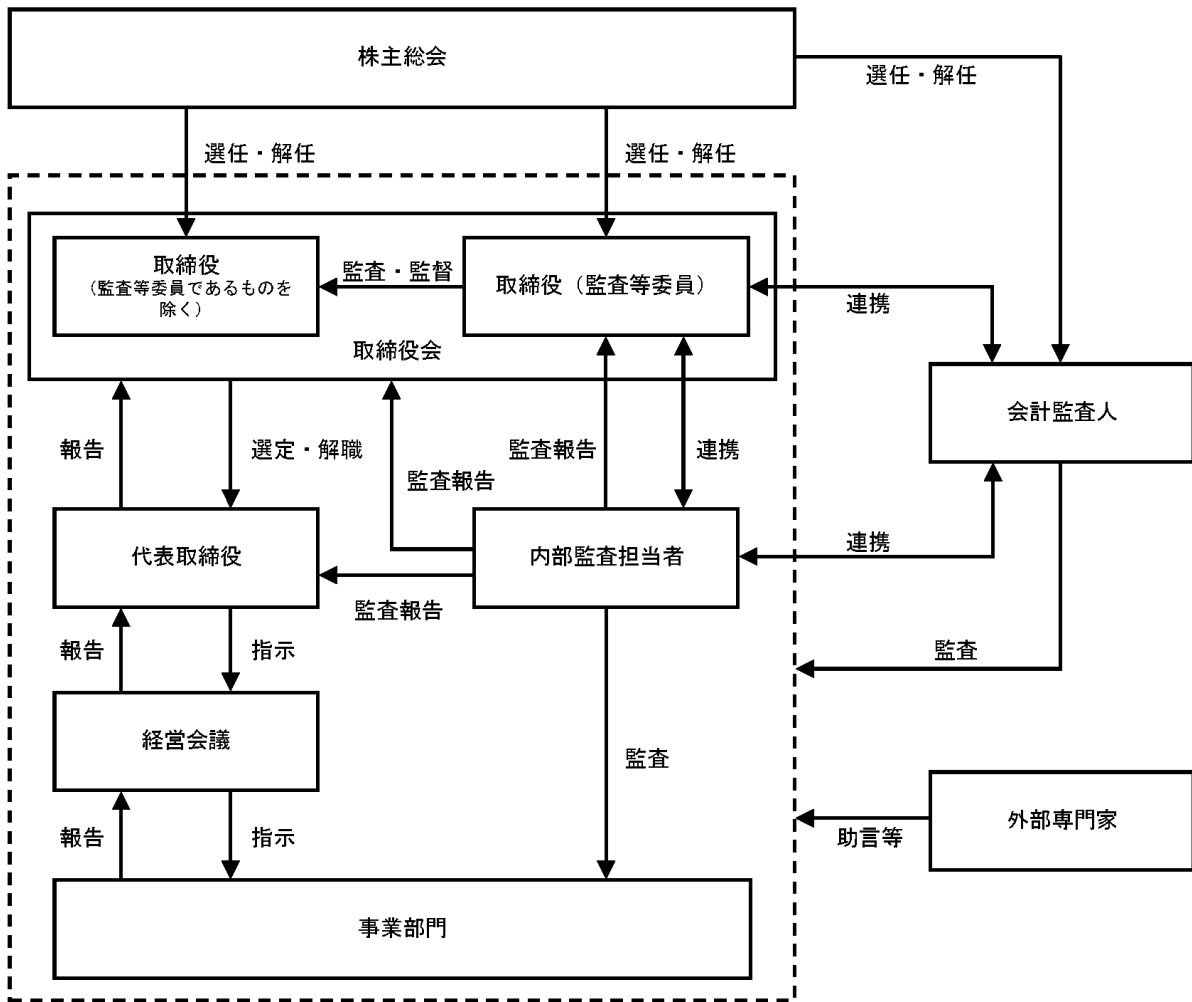 株主総会
選任・解任
選任・解任
選任・解任
取締役
（監査等委員であるものを
除く）
監査・監督
取締役（監査等委員）
連携
取締役会
会計監査人
報告
選定・解職
監査報告
監査報告
連携
代表取締役
内部監査担当者
連携
監査報告
報告
指示
監査
経営会議
監査
報告
指示
助言等
外部専門家
事業部門